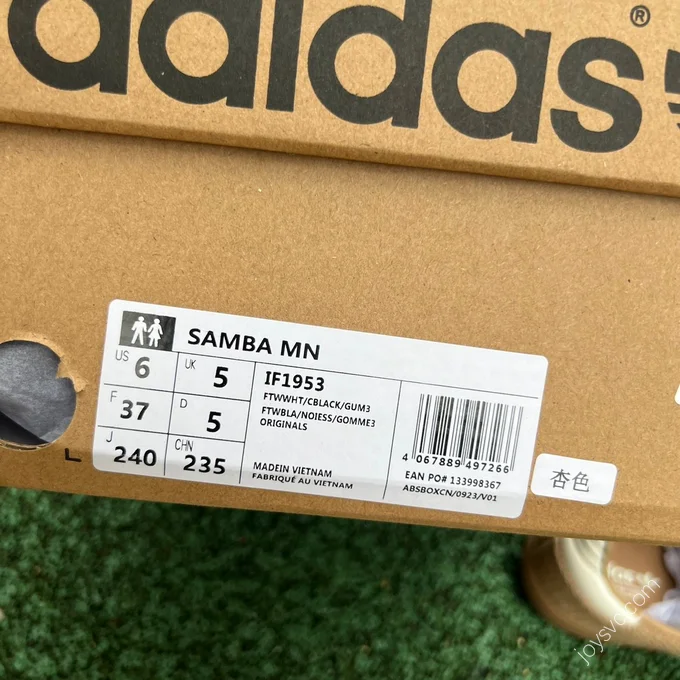 adidas®
SAMBA MN
US 6
UK 5
F 37
D 5
J 240
CHN 235
IF1953
FTWWHT/CBLACK/GUM3
FTWBLA/NOIESS/GOMME3
ORIGINALS
MADEIN VIETNAM
FABRIQUÉ AU VIETNAM
4 067889 497266
EAN PO# 133998367
ABSBOXCN/0923/V01
杏色
L
joysvc.com